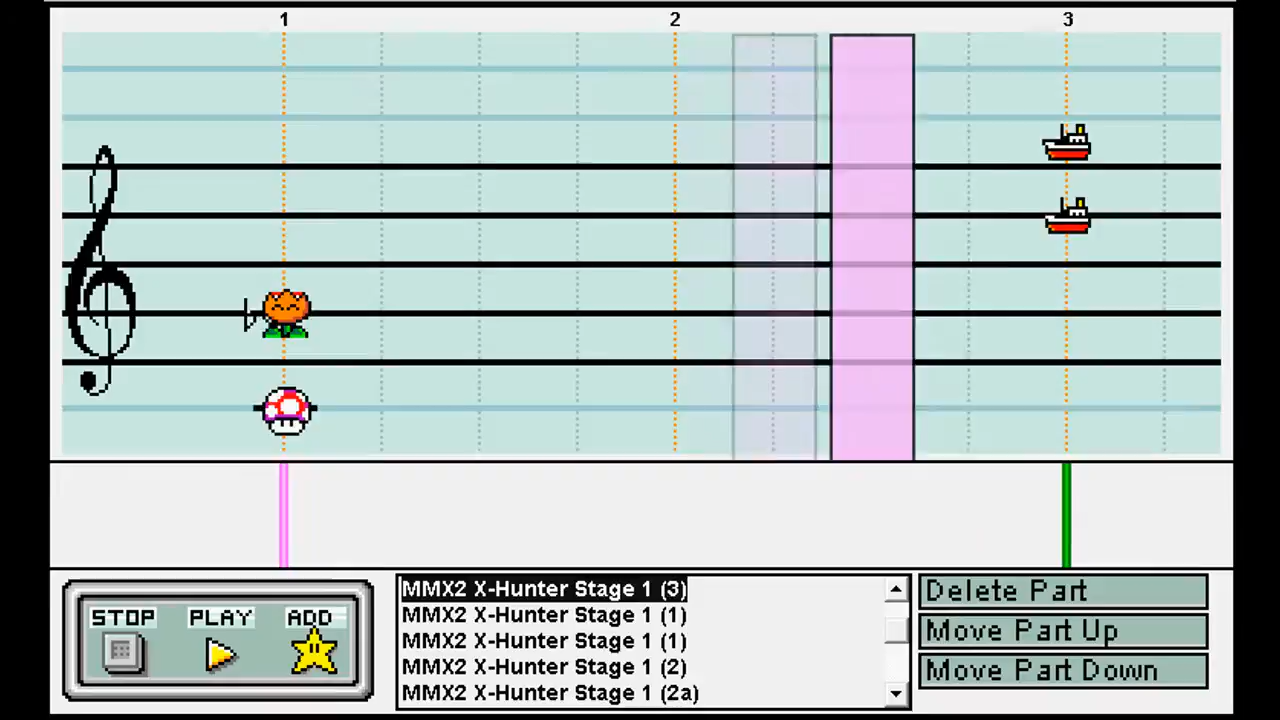 1 2 3
STOP PLAY ADD
MMX2 X-Hunter Stage 1 (3)
MMX2 X-Hunter Stage 1 (1)
MMX2 X-Hunter Stage 1 (1)
MMX2 X-Hunter Stage 1 (2)
MMX2 X-Hunter Stage 1 (2a)
Delete Part
Move Part Up
Move Part Down